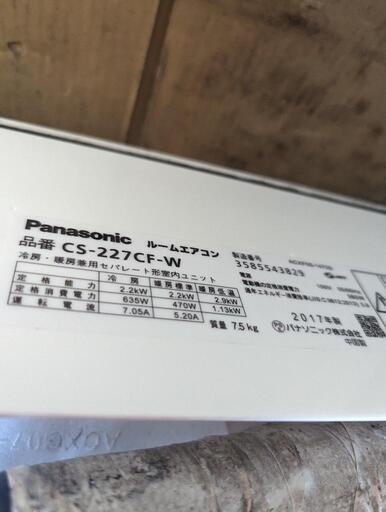 Panasonic ルームエアコン
品番 CS-227CF-W
冷房・暖房兼用セパレート形室内ユニット
冷房 暖房標準 暖房低温
定格能力 2.2kW 2.2kW 2.9kW
定格消費電力 635W 470W 1.13kW
運転電流 7.05A 5.20A
質量 7.5kg
製造番号
3585543829
電源
2017年製
パナソニック株式会社
中国製